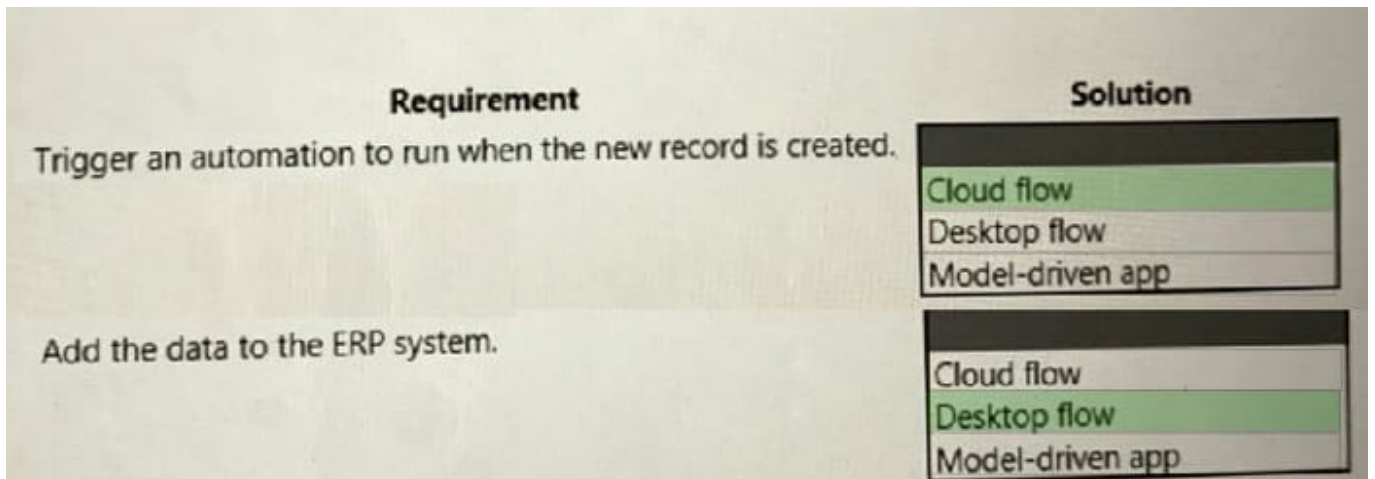 Requirement Solution
Trigger an automation to run when the new record is created.
Cloud flow
Desktop flow
Model-driven app
Add the data to the ERP system.
Cloud flow
Desktop flow
Model-driven app